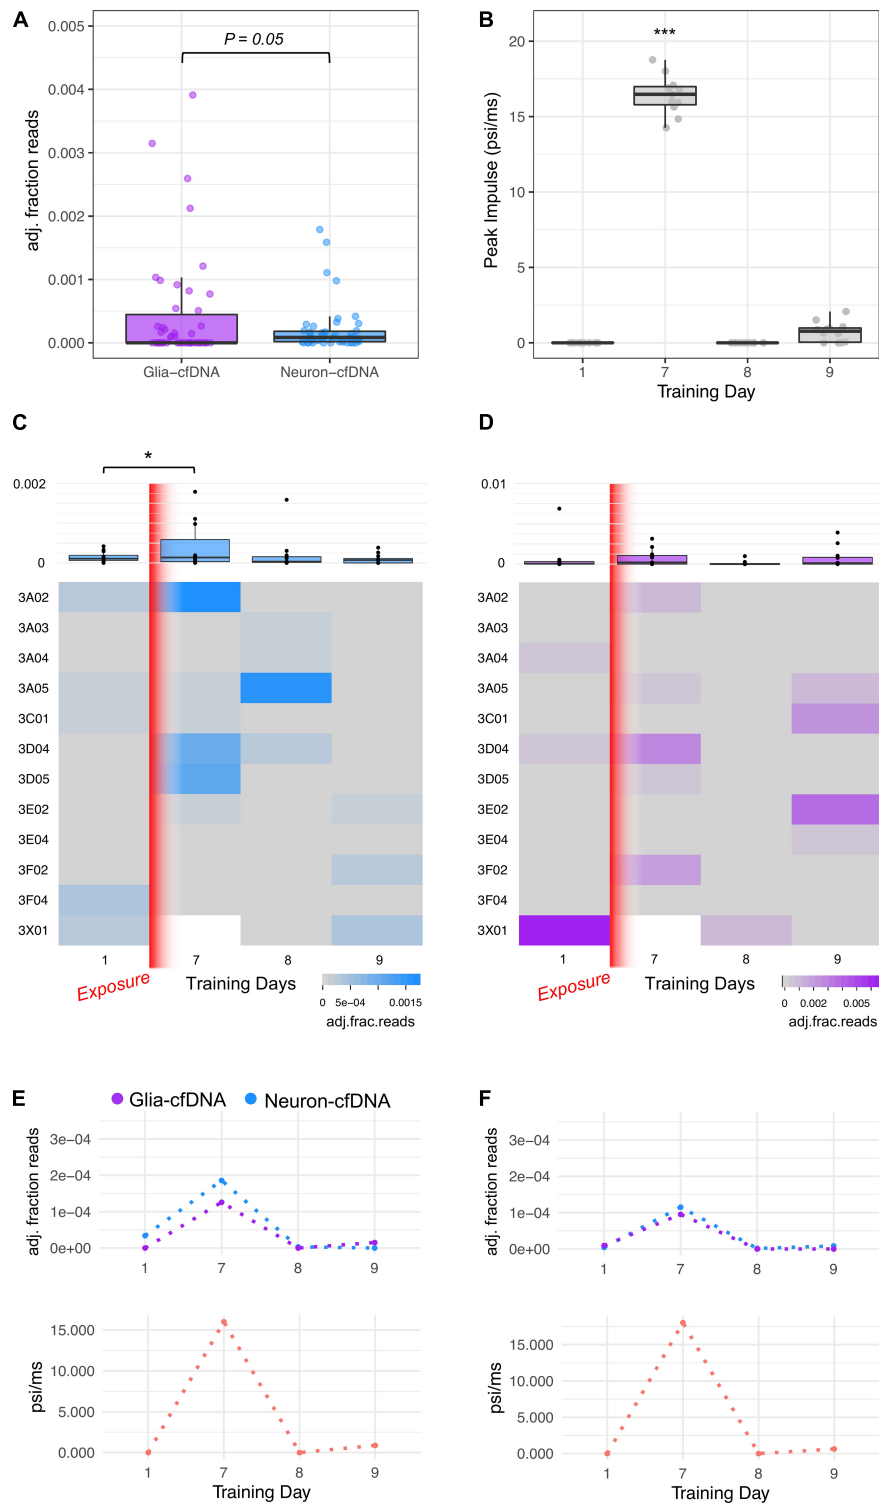 A
0.005
0.004
0.003
0.002
0.001
0.000
adj. fraction reads
P = 0.05
Glia−cfDNA
Neuron−cfDNA
B
20
15
10
5
0
Peak Impulse (psi/ms)
***
1
7
8
9
Training Day
C
*
0.002
0
3A02
3A03
3A04
3A05
3C01
3D04
3D05
3E02
3E04
3F02
3F04
3X01
1
7
8
9
Exposure
Training Days
0
5e−04
0.0015
adj.frac.reads
D
0.01
0
3A02
3A03
3A04
3A05
3C01
3D04
3D05
3E02
3E04
3F02
3F04
3X01
1
7
8
9
Exposure
Training Days
0
0.002
0.005
adj.frac.reads
E
Glia-cfDNA
Neuron-cfDNA
3e−04
2e−04
1e−04
0e+00
adj. fraction reads
1
7
8
9
15.000
10.000
5.000
0.000
psi/ms
1
7
8
9
Training Day
F
3e−04
2e−04
1e−04
0e+00
adj. fraction reads
1
7
8
9
15.000
10.000
5.000
0.000
psi/ms
1
7
8
9
Training Day